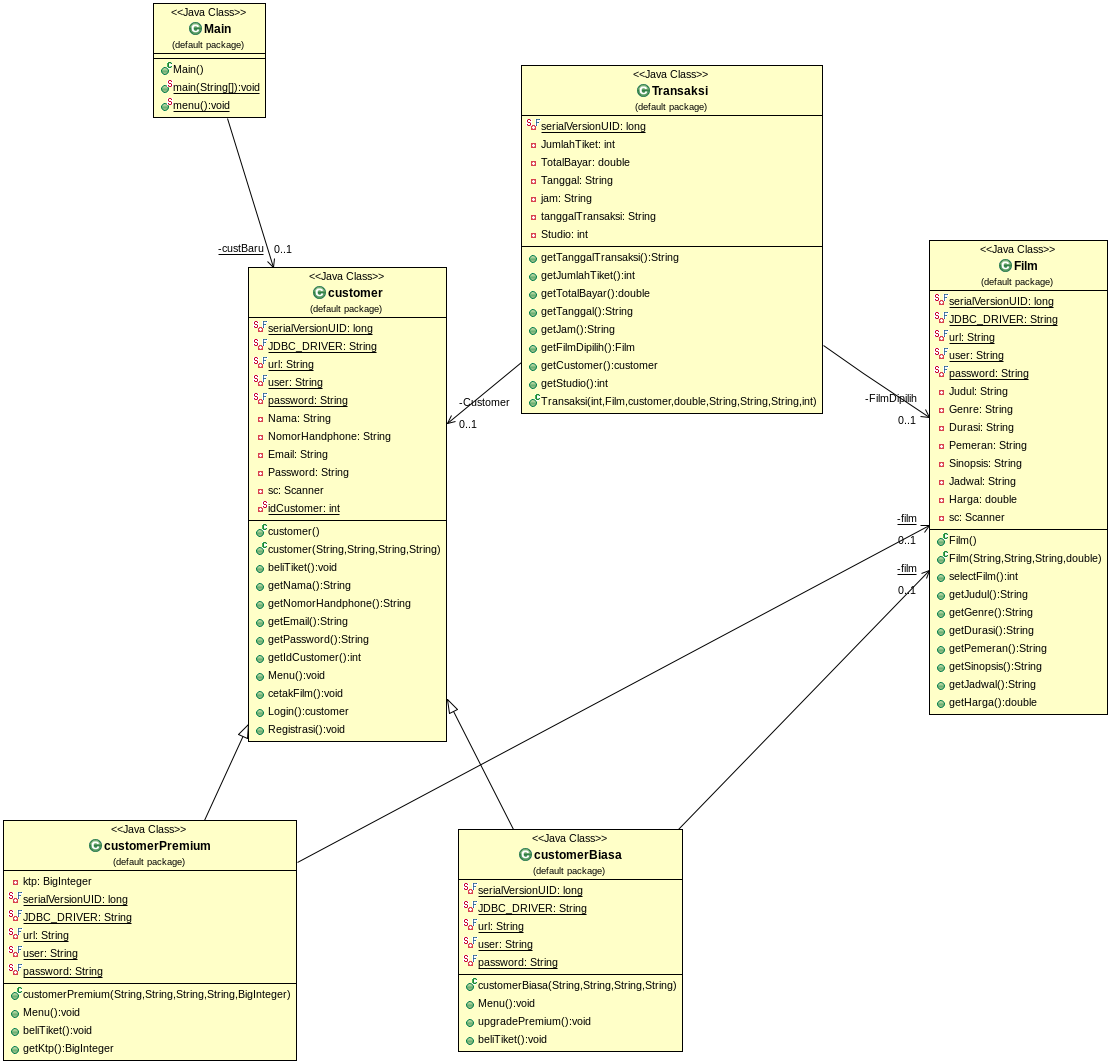 <<Java Class>>
Main
(default package)
Main()
main(String[]):void
menu():void
<<Java Class>>
Transaksi
(default package)
serialVersionUID: long
JumlahTiket: int
TotalBayar: double
Tanggal: String
jam: String
tanggalTransaksi: String
Studio: int
getTanggalTransaksi():String
getJumlahTiket():int
getTotalBayar():double
getTanggal():String
getJam():String
getFilmDipilih():Film
getCustomer():customer
getStudio():int
Transaksi(int,Film,customer,double,String,String,String,int)
-custBaru 0..1
<<Java Class>>
customer
(default package)
serialVersionUID: long
JDBC_DRIVER: String
url: String
user: String
password: String
Nama: String
NomorHandphone: String
Email: String
Password: String
sc: Scanner
idCustomer: int
customer()
customer(String,String,String,String)
beliTiket():void
getNama():String
getNomorHandphone():String
getEmail():String
getPassword():String
getIdCustomer():int
Menu():void
cetakFilm():void
Login():customer
Registrasi():void
-Customer
0..1
-FilmDipilih
0..1
-film
0..1
-film
0..1
<<Java Class>>
Film
(default package)
serialVersionUID: long
JDBC_DRIVER: String
url: String
user: String
password: String
Judul: String
Genre: String
Durasi: String
Pemeran: String
Sinopsis: String
Jadwal: String
Harga: double
sc: Scanner
Film()
Film(String,String,String,double)
selectFilm():int
getJudul():String
getGenre():String
getDurasi():String
getPemeran():String
getSinopsis():String
getJadwal():String
getHarga():double
<<Java Class>>
customerPremium
(default package)
ktp: BigInteger
serialVersionUID: long
JDBC_DRIVER: String
url: String
user: String
password: String
customerPremium(String,String,String,String,BigInteger)
Menu():void
beliTiket():void
getKtp():BigInteger
<<Java Class>>
customerBiasa
(default package)
serialVersionUID: long
JDBC_DRIVER: String
url: String
user: String
password: String
customerBiasa(String,String,String,String)
Menu():void
upgradePremium():void
beliTiket():void